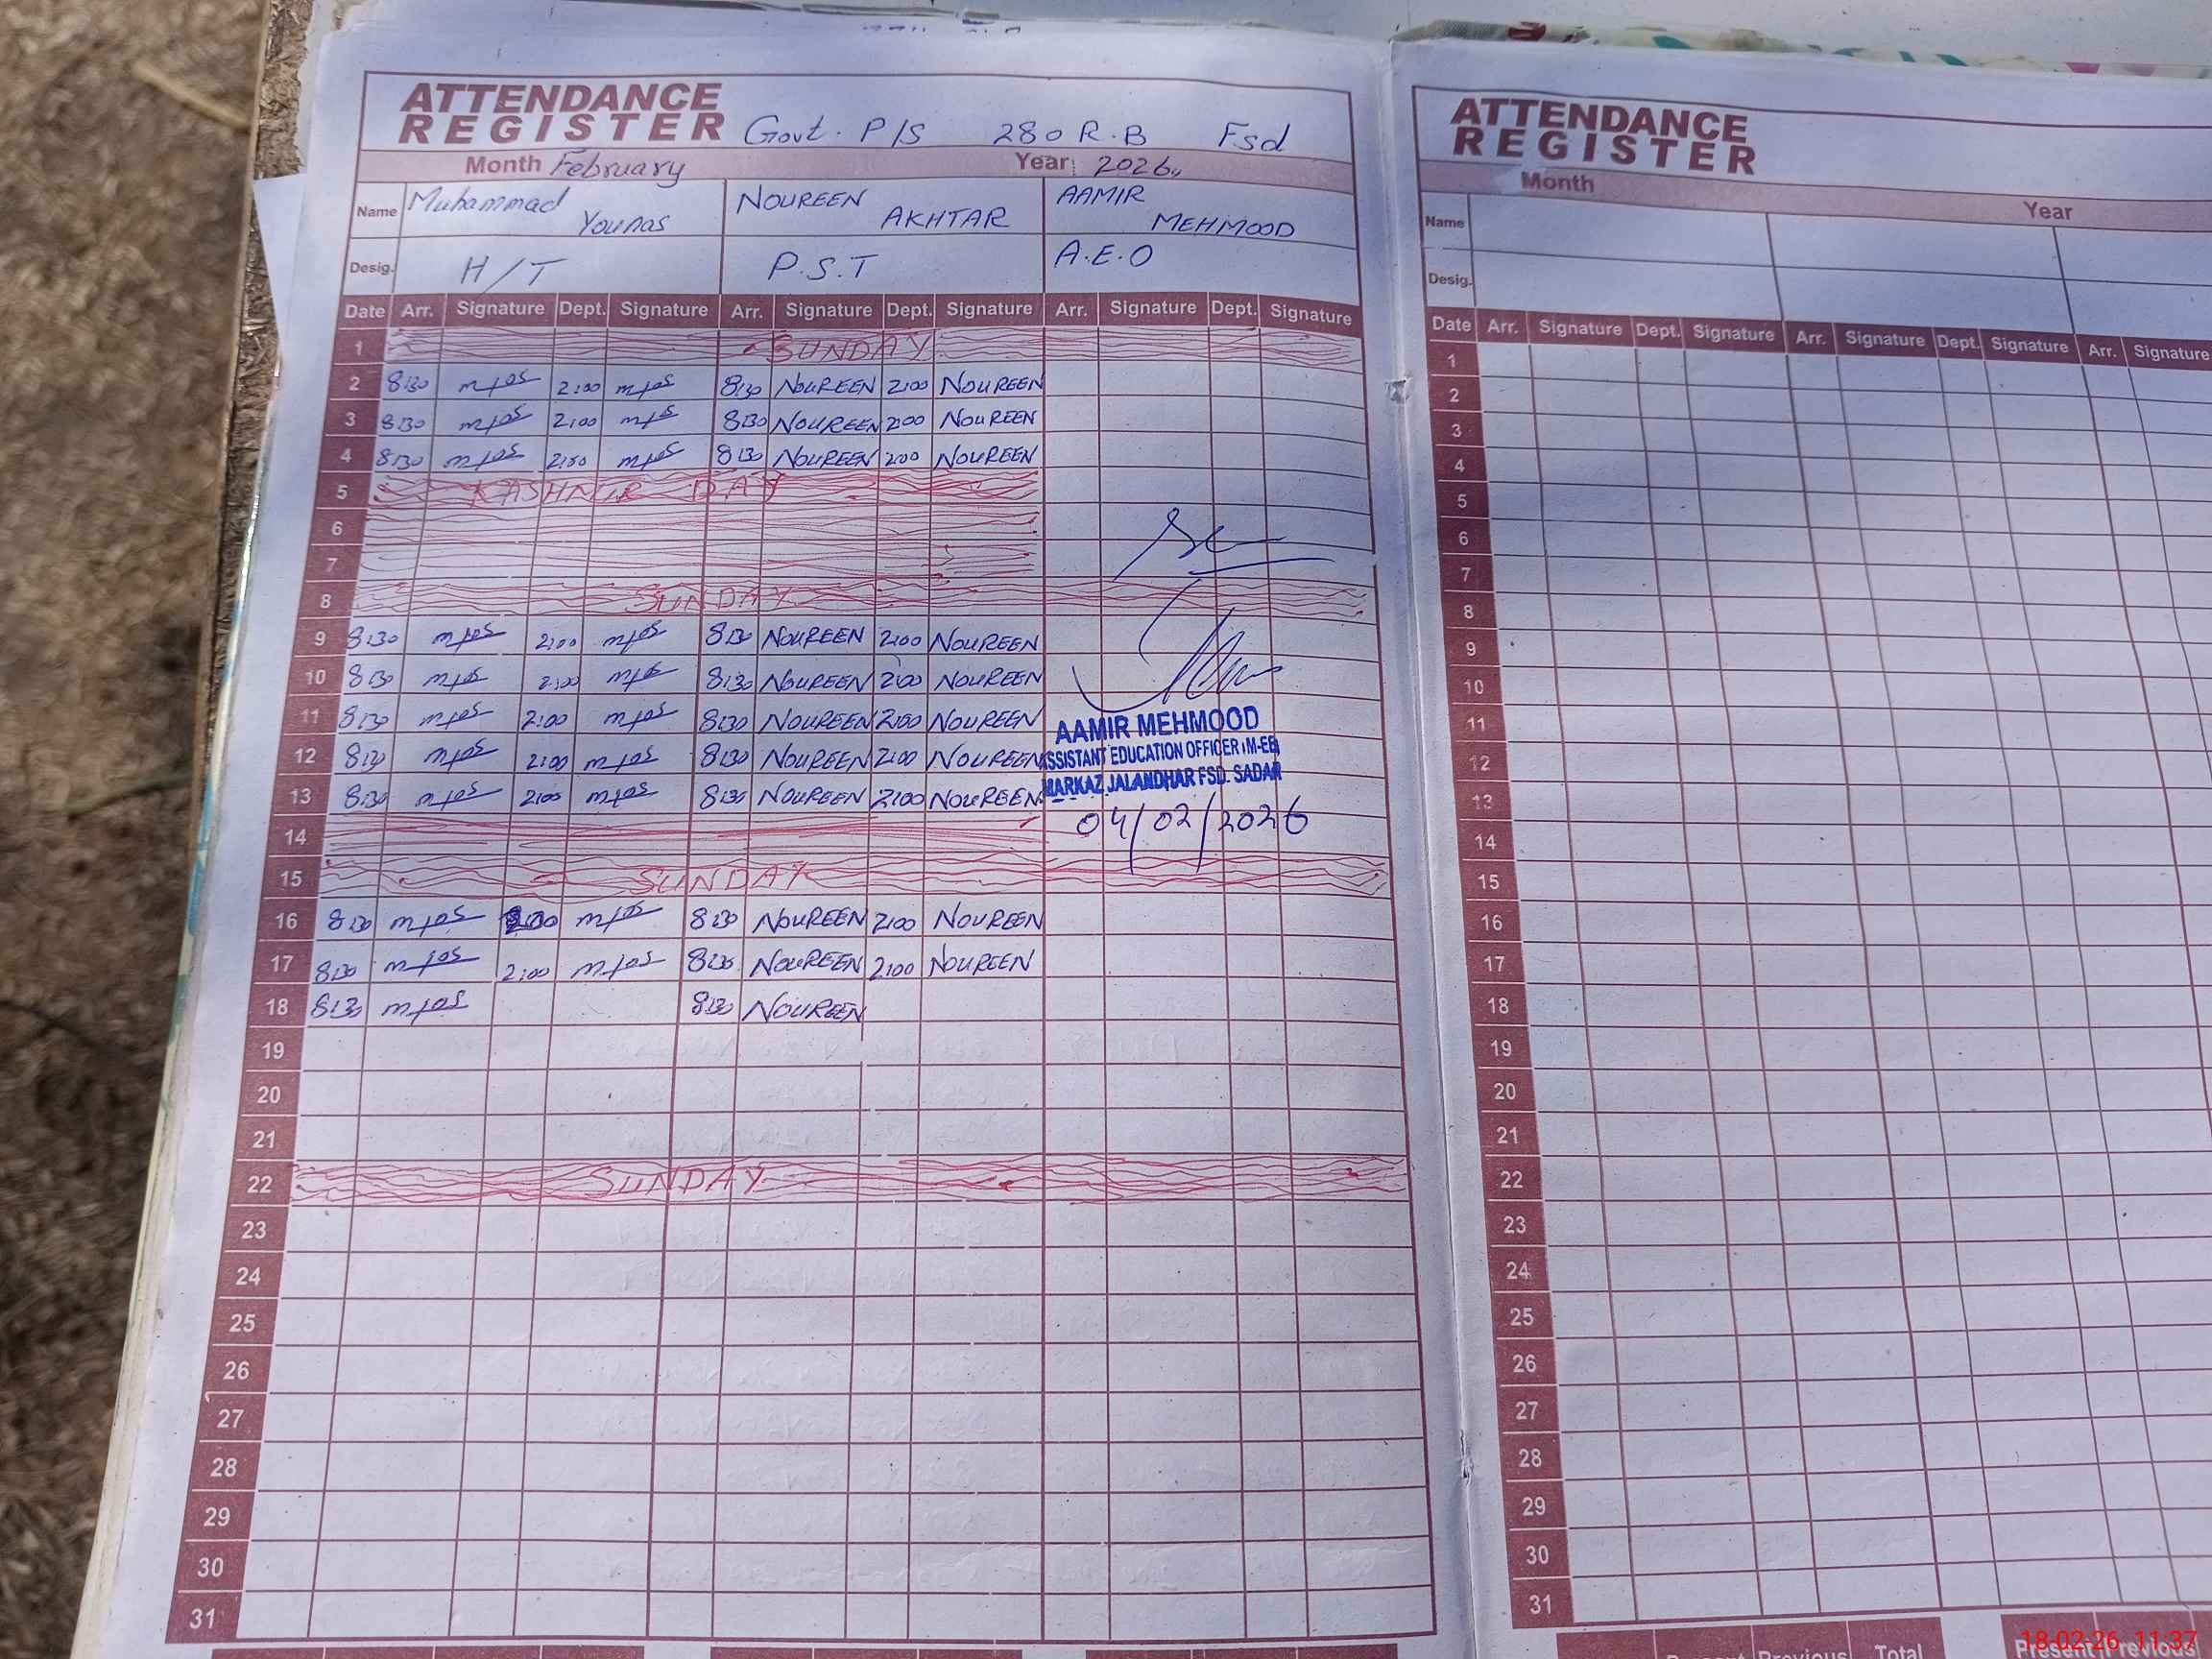 ATTENDANCE REGISTER Govt. P/S 280 R.B Fsd
Month February Year 2026
Name Muhammad Younas NOUREEN AKHTAR AAMIR MEHMOOD
Desig. H/T P.S.T A.E.O
Date Arr. Signature Dept. Signature Arr. Signature Dept. Signature Arr. Signature Dept. Signature
1 SUNDAY
2 8:30 2:00 8:30 NOUREEN 2:00 NOUREEN
3 8:30 2:00 8:30 NOUREEN 2:00 NOUREEN
4 8:30 2:00 8:30 NOUREEN 2:00 NOUREEN
5 KASHMIR DAY
6
7
8 SUNDAY
9 8:30 2:00 8:30 NOUREEN 2:00 NOUREEN
10 8:30 2:00 8:30 NOUREEN 2:00 NOUREEN
11 8:30 2:00 8:30 NOUREEN 2:00 NOUREEN
12 8:30 2:00 8:30 NOUREEN 2:00 NOUREEN
13 8:30 2:00 8:30 NOUREEN 2:00 NOUREEN
AAMIR MEHMOOD
ASSISTANT EDUCATION OFFICER (M-EE)
MARKAZ JALANDHAR FSD. SADAR
04/02/2026
14
15 SUNDAY
16 8:30 8:30 NOUREEN 2:00 NOUREEN
17 8:30 2:00 8:30 NOUREEN 2:00 NOUREEN
18 8:30 8:30 NOUREEN
19
20
21
22 SUNDAY
23
24
25
26
27
28
29
30
31
ATTENDANCE REGISTER
Month Year
Name
Desig.
Date Arr. Signature Dept. Signature Arr. Signature Dept. Signature Arr. Signature
1
2
3
4
5
6
7
8
9
10
11
12
13
14
15
16
17
18
19
20
21
22
23
24
25
26
27
28
29
30
31
Present Previous Total Present Previous
18-02-26 11:37